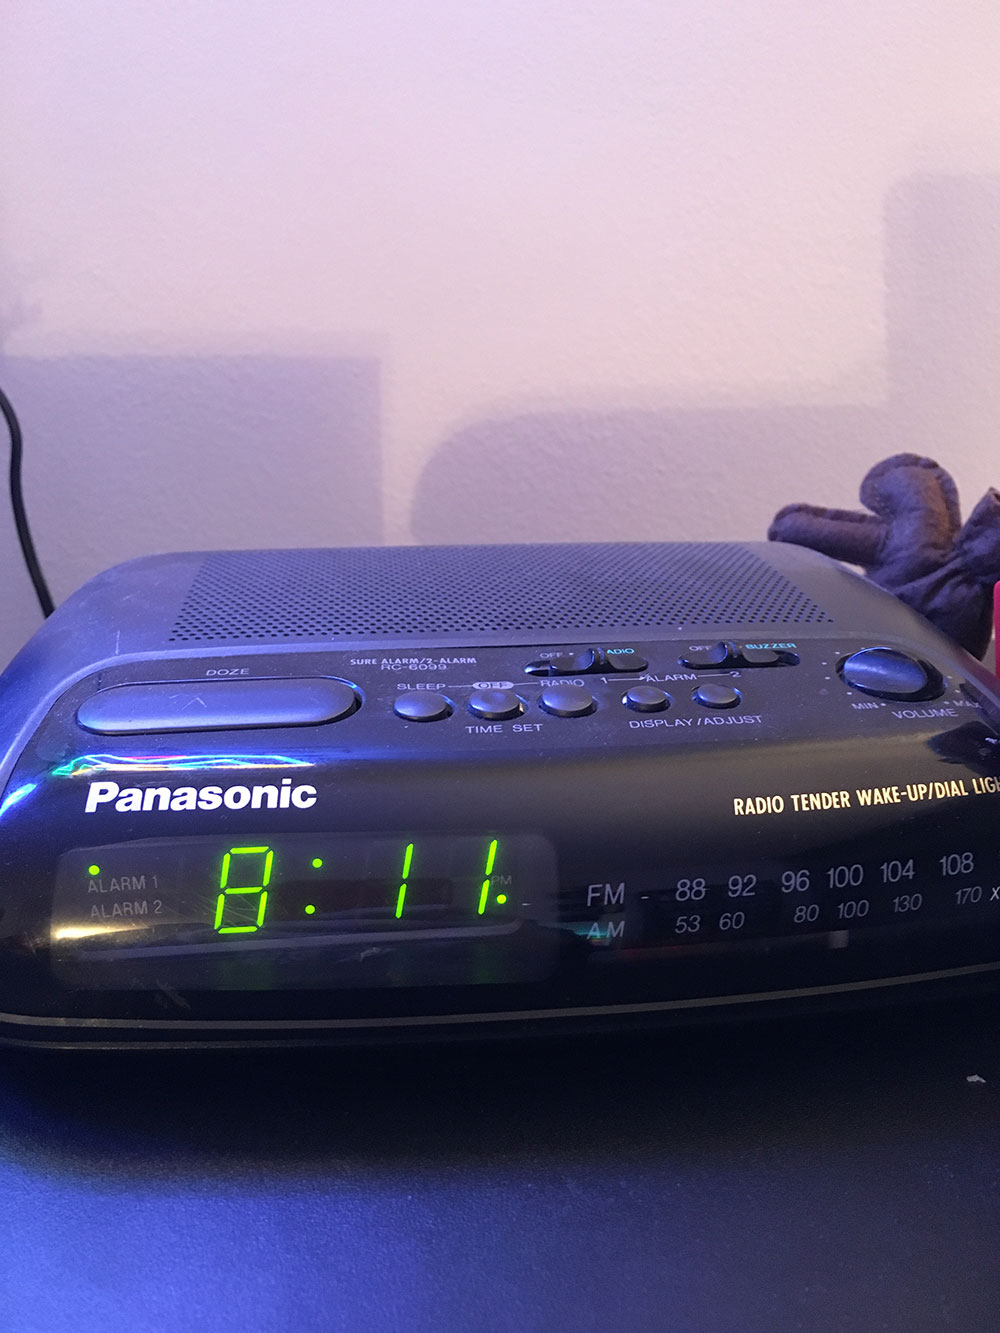 DOZE
SURE ALARM/2-ALARM
RC-6099
OFF
RADIO
OFF
BUZZER
SLEEP OFF RADIO 1 ALARM 2
TIME SET
DISPLAY/ADJUST
MIN
VOLUME
Panasonic
RADIO TENDER WAKE-UP/DIAL
ALARM 1
ALARM 2
8:11
PM
FM 88 92 96 100 104 108
AM 53 60 80 100 130 170 X